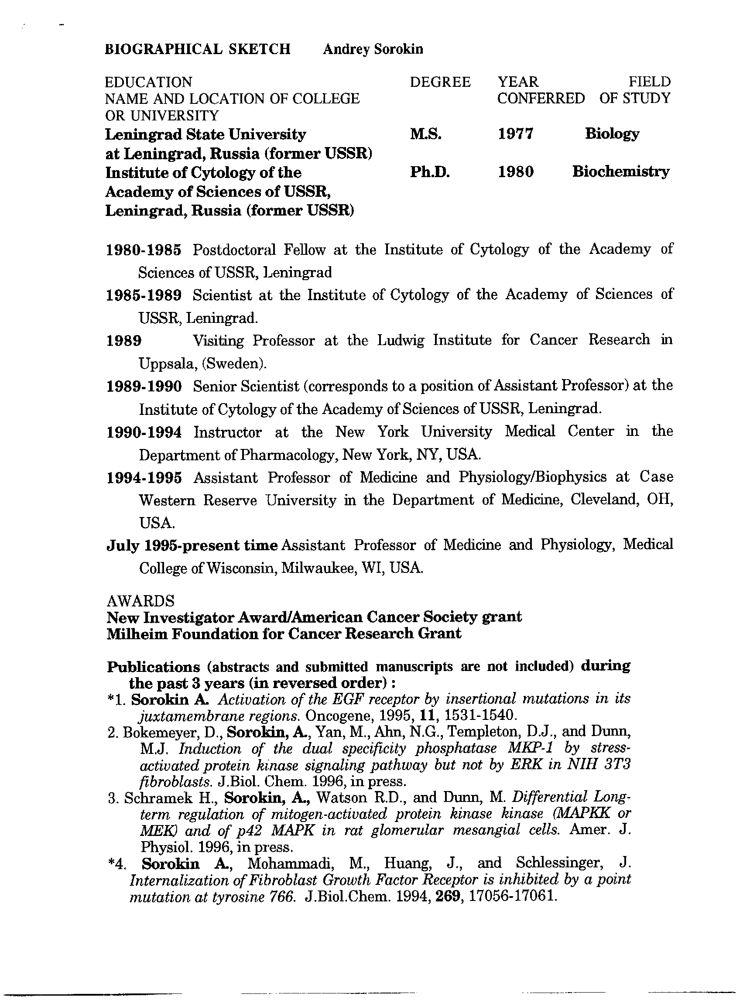 BIOGRAPHICAL SKETCH Andrey Sorokin
EDUCATION DEGREE YEAR FIELD
NAME AND LOCATION OF COLLEGE CONFERRED OF STUDY
OR UNIVERSITY
Leningrad State University M.S. 1977 Biology
at Leningrad, Russia (former USSR)
Institute of Cytology of the Ph.D. 1980 Biochemistry
Academy of Sciences of USSR,
Leningrad, Russia (former USSR)
1980-1985 Postdoctoral Fellow at the Institute of Cytology of the Academy of
Sciences of USSR, Leningrad
1985-1989 Scientist at the Institute of Cytology of the Academy of Sciences of
USSR, Leningrad.
1989 Visiting Professor at the Ludwig Institute for Cancer Research in
Uppsala, (Sweden).
1989-1990 Senior Scientist (corresponds to a position of Assistant Professor) at the
Institute of Cytology of the Academy of Sciences of USSR, Leningrad.
1990-1994 Instructor at the New York University Medical Center in the
Department of Pharmacology, New York, NY, USA.
1994-1995 Assistant Professor of Medicine and Physiology/Biophysics at Case
Western Reserve University in the Department of Medicine, Cleveland, OH,
USA.
July 1995-present time Assistant Professor of Medicine and Physiology, Medical
College of Wisconsin, Milwaukee, WI, USA.
AWARDS
New Investigator Award/American Cancer Society grant
Milheim Foundation for Cancer Research Grant
Publications (abstracts and submitted manuscripts are not included) during
the past 3 years (in reversed order) :
*1. Sorokin A. Activation of the EGF receptor by insertional mutations in its
juxtamembrane regions. Oncogene, 1995, 11, 1531-1540.
2. Bokemeyer, D., Sorokin, A., Yan, M., Ahn, N.G., Templeton, D.J., and Dunn,
M.J. Induction of the dual specificity phosphatase MKP-1 by stress-
activated protein kinase signaling pathway but not by ERK in NIH 3T3
fibroblasts. J.Biol. Chem. 1996, in press.
3. Schramek H., Sorokin, A., Watson R.D., and Dunn, M. Differential Long-
term regulation of mitogen-activated protein kinase kinase (MAPKK or
MEK) and of p42 MAPK in rat glomerular mesangial cells. Amer. J.
Physiol. 1996, in press.
*4. Sorokin A., Mohammadi, M., Huang, J., and Schlessinger, J.
Internalization of Fibroblast Growth Factor Receptor is inhibited by a point
mutation at tyrosine 766. J.Biol.Chem. 1994, 269, 17056-17061.